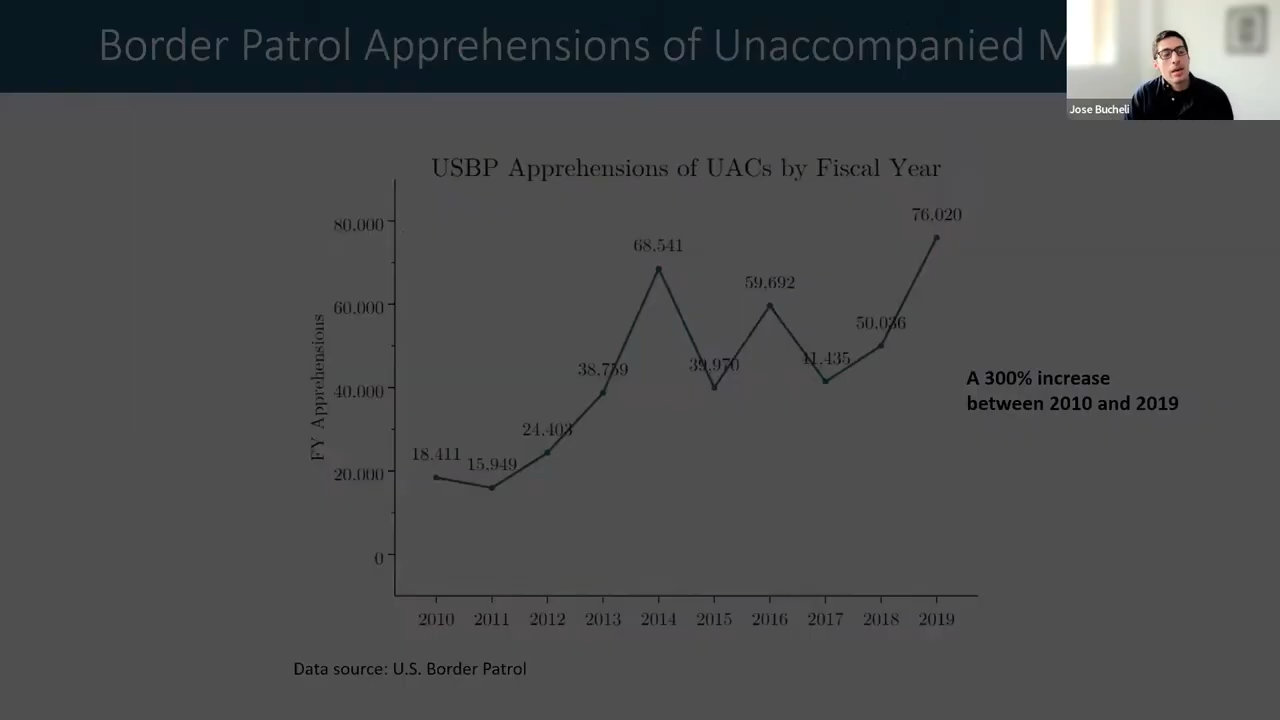 Border Patrol Apprehensions of Unaccompanied M
Jose Bucheli
USBP Apprehensions of UACs by Fiscal Year
FY Apprehensions
80,000
60,000
40,000
20,000
0
18,411
15,949
24,403
38,759
68,541
39,970
59,692
41,435
50,036
76,020
2010 2011 2012 2013 2014 2015 2016 2017 2018 2019
A 300% increase
between 2010 and 2019
Data source: U.S. Border Patrol